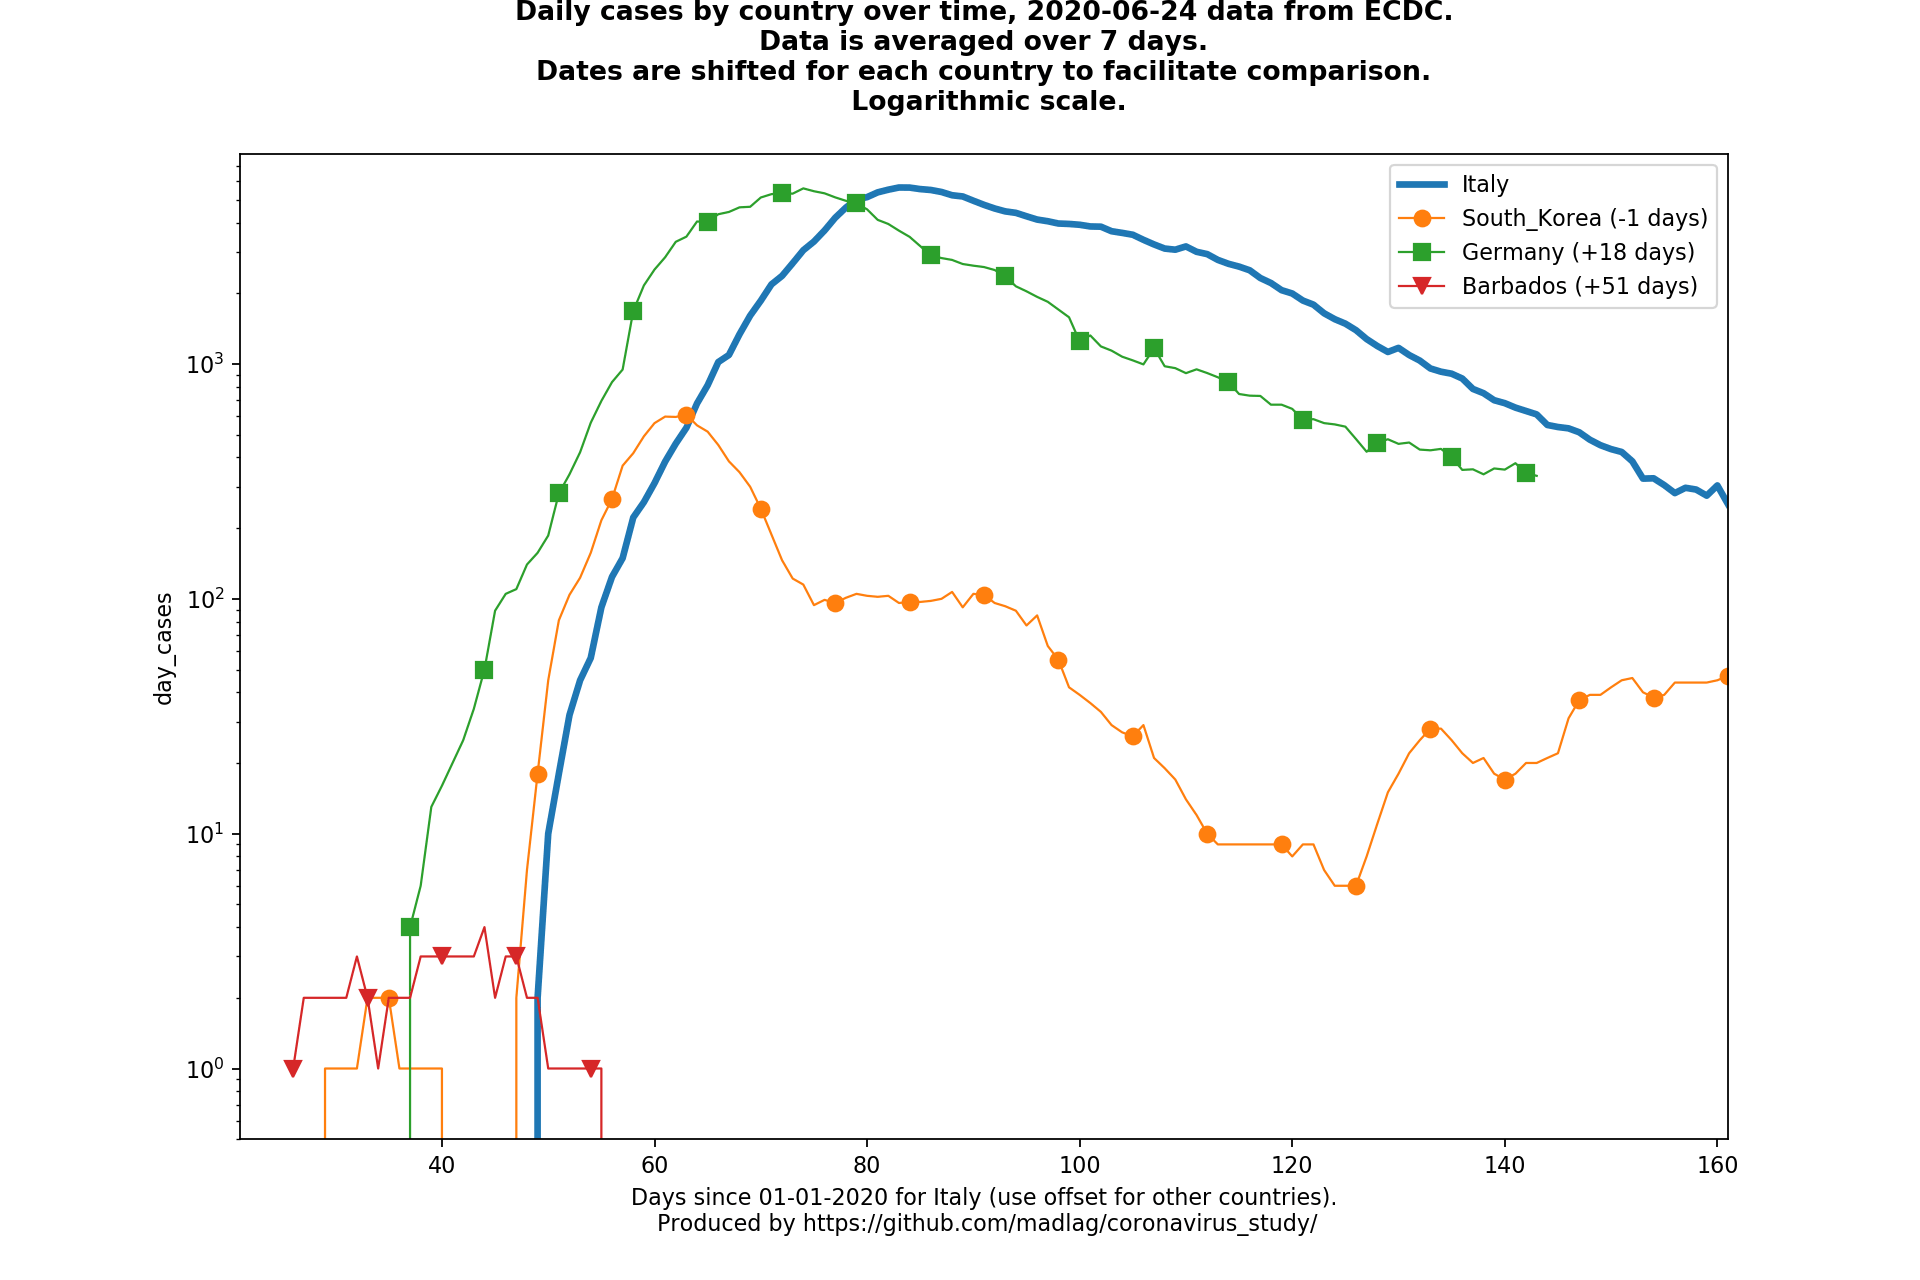 Daily cases by country over time, 2020-06-24 data from ECDC.
Data is averaged over 7 days.
Dates are shifted for each country to facilitate comparison.
Logarithmic scale.
Italy
South_Korea (-1 days)
Germany (+18 days)
Barbados (+51 days)
day_cases
10³
10²
10¹
10⁰
40 60 80 100 120 140 160
Days since 01-01-2020 for Italy (use offset for other countries).
Produced by https://github.com/madlag/coronavirus_study/